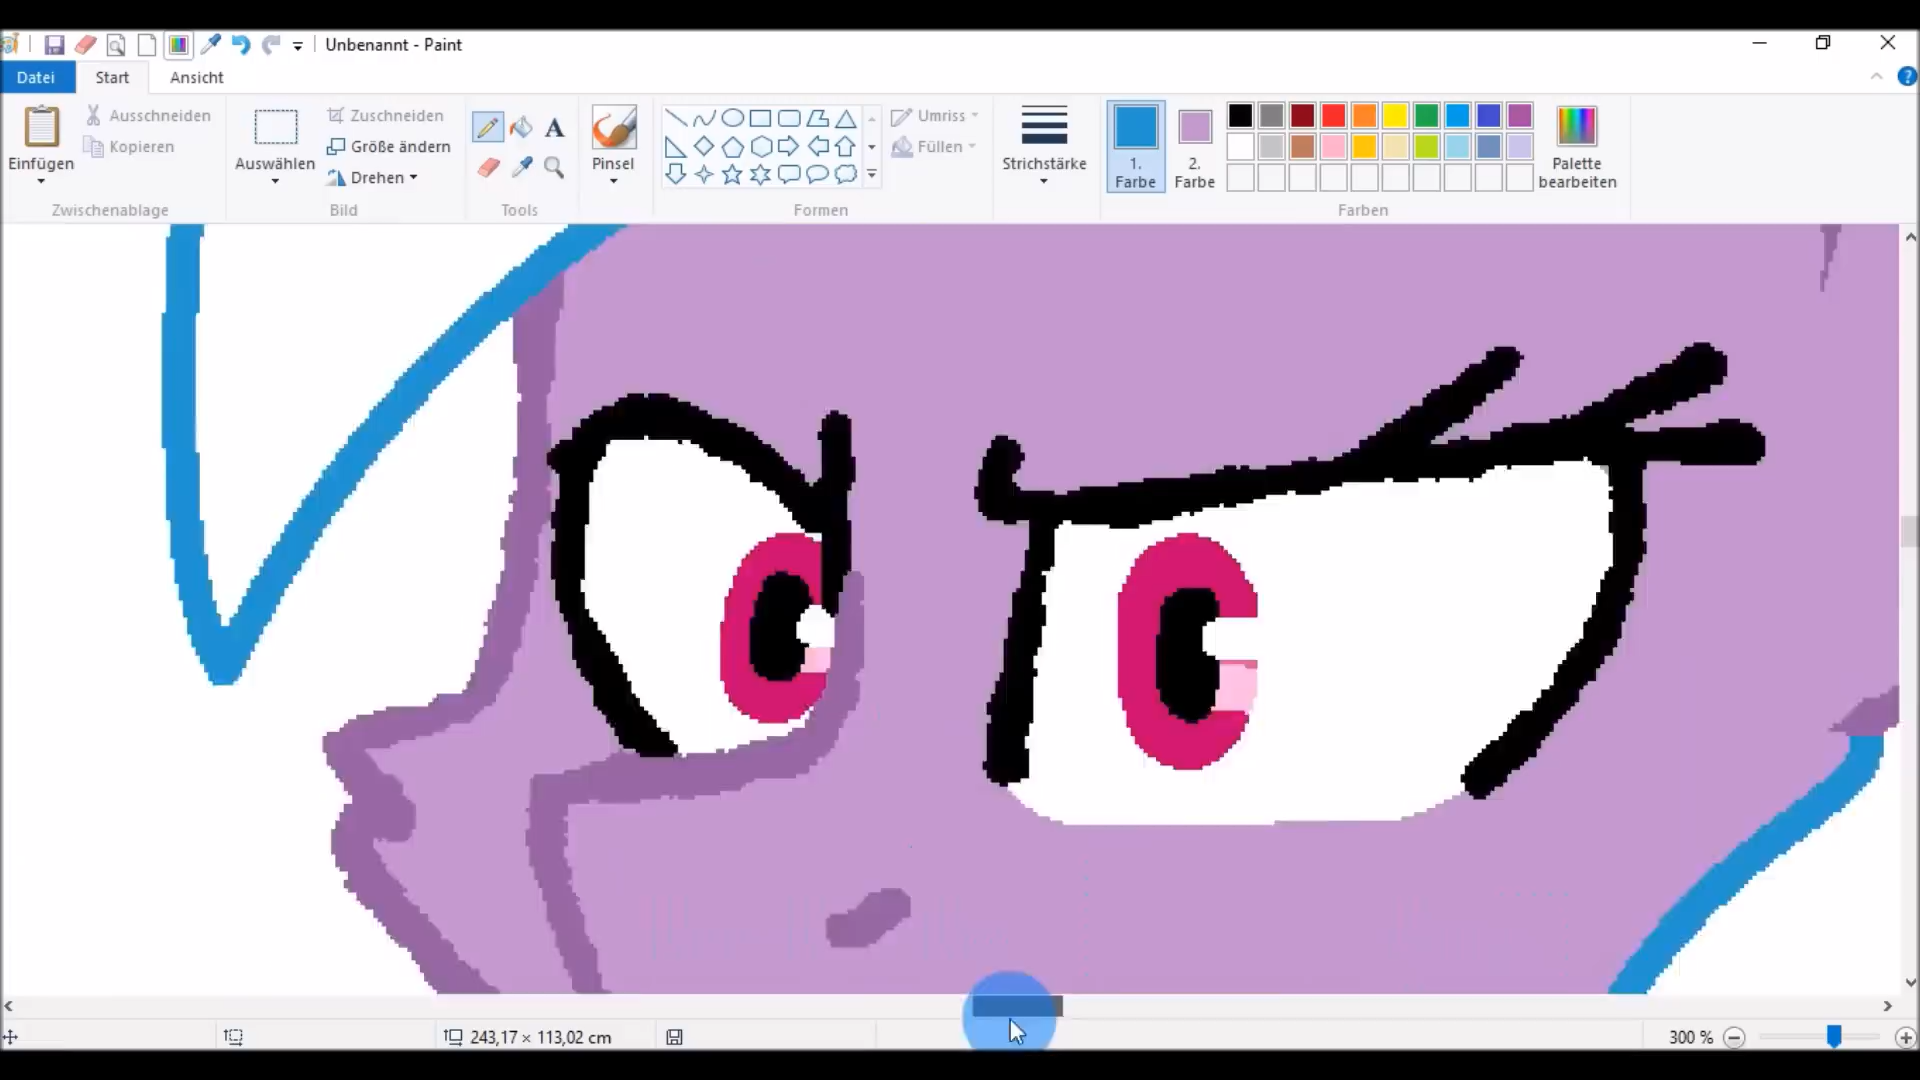 Unbenannt - Paint
Datei Start Ansicht
Einfügen
Ausschneiden
Kopieren
Zwischenablage
Auswählen
Zuschneiden
Größe ändern
Drehen
Bild
A
Tools
Pinsel
Formen
Umriss
Füllen
Strichstärke
1.
Farbe
2.
Farbe
Farben
Palette
bearbeiten
243,17 × 113,02 cm
300 %